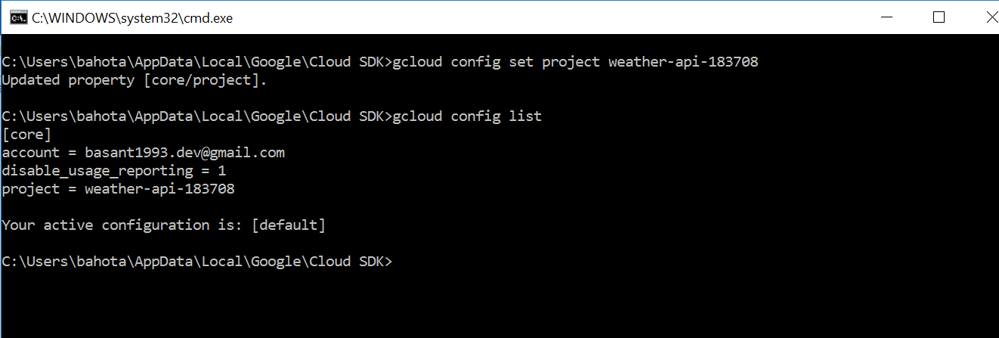 C:\WINDOWS\system32\cmd.exe
C:\Users\bahota\AppData\Local\Google\Cloud SDK>gcloud config set project weather-api-183708
Updated property [core/project].
C:\Users\bahota\AppData\Local\Google\Cloud SDK>gcloud config list
[core]
account = basant1993.dev@gmail.com
disable_usage_reporting = 1
project = weather-api-183708
Your active configuration is: [default]
C:\Users\bahota\AppData\Local\Google\Cloud SDK>